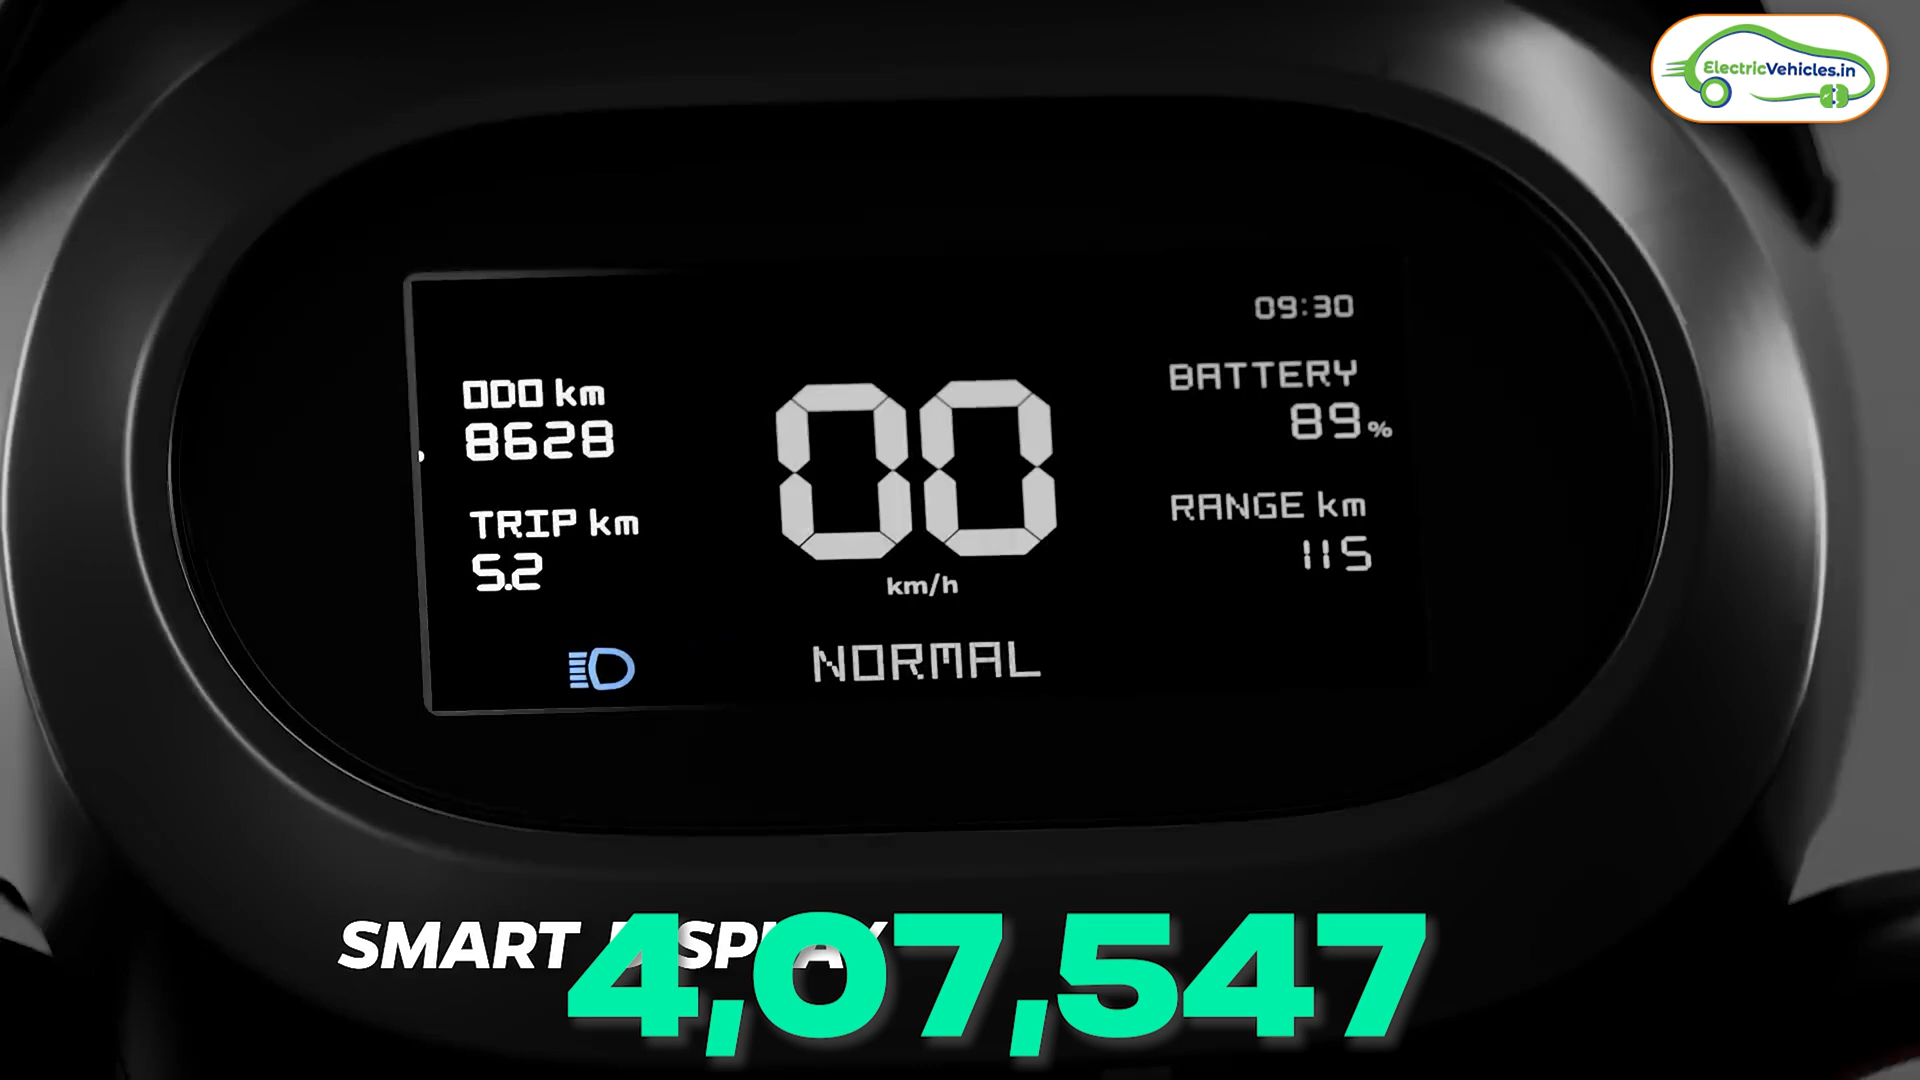 ElectricVehicles.in
09:30
ODO km
8628
TRIP km
5.2
00
km/h
BATTERY
89%
RANGE km
115
NORMAL
SMART DISPLAY
4,07,547